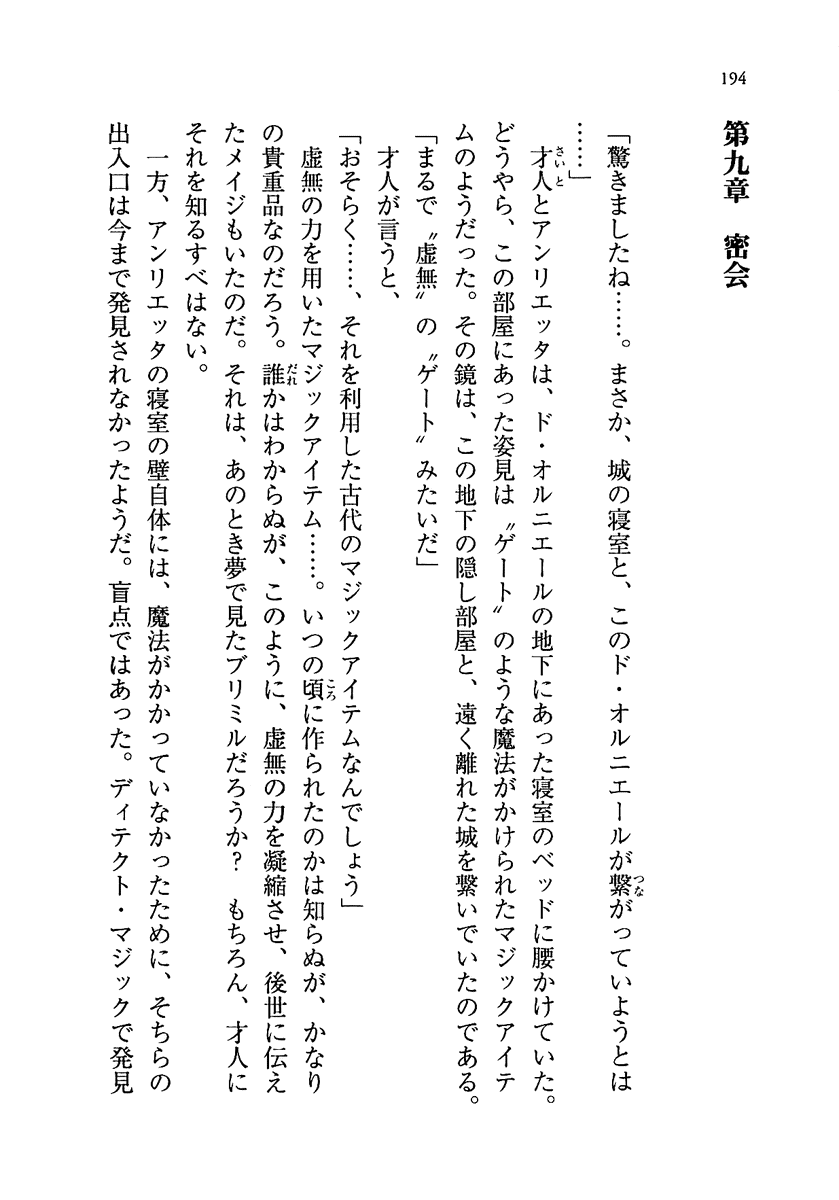 194
第九章　密会
「驚きましたね……。まさか、城の寝室と、このド・オルニエールが繋がっていようとは
……」
才人とアンリエッタは、ド・オルニエールの地下にあった寝室のベッドに腰かけていた。
どうやら、この部屋にあった姿見は〝ゲート〟のような魔法がかけられたマジックアイテ
ムのようだった。その鏡は、この地下の隠し部屋と、遠く離れた城を繋いでいたのである。
「まるで〝虚無〟の〝ゲート〟みたいだ」
才人が言うと、
「おそらく……、それを利用した古代のマジックアイテムなんでしょう」
虚無の力を用いたマジックアイテム……。いつの頃に作られたのかは知らぬが、かなり
の貴重品なのだろう。誰かはわからぬが、このように、虚無の力を凝縮させ、後世に伝え
たメイジもいたのだ。それは、あのとき夢で見たブリミルだろうか？　もちろん、才人に
それを知るすべはない。
一方、アンリエッタの寝室の壁自体には、魔法がかかっていなかったために、そちらの
出入口は今まで発見されなかったようだ。盲点ではあった。ディテクト・マジックで発見